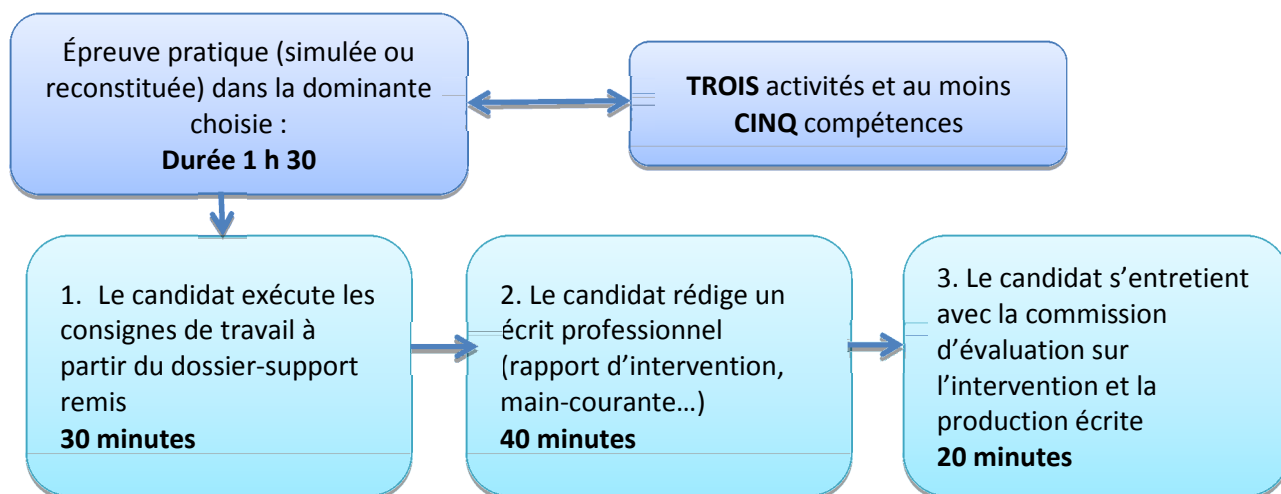 Épreuve pratique (simulée ou
reconstituée) dans la dominante
choisie :
Durée 1 h 30
TROIS activités et au moins
CINQ compétences
1. Le candidat exécute les
consignes de travail à
partir du dossier-support
remis
30 minutes
2. Le candidat rédige un
écrit professionnel
(rapport d’intervention,
main-courante…)
40 minutes
3. Le candidat s’entretient
avec la commission
d’évaluation sur
l’intervention et la
production écrite
20 minutes